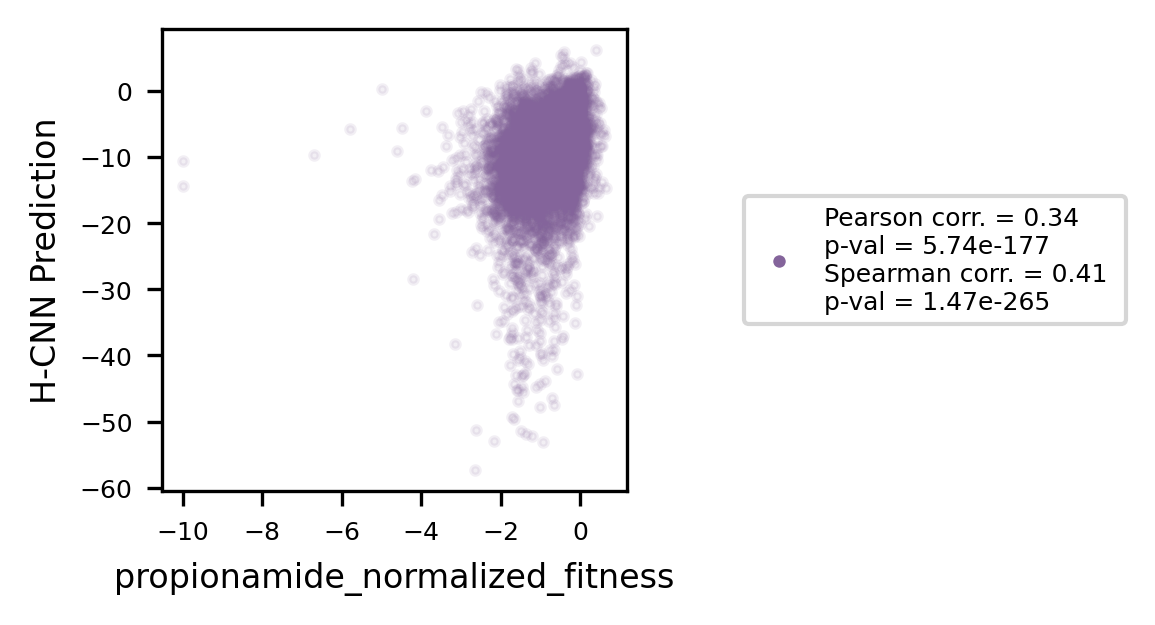 0
−10
−20
−30
−40
−50
−60
H-CNN Prediction
−10 −8 −6 −4 −2 0
propionamide_normalized_fitness
Pearson corr. = 0.34
p-val = 5.74e-177
Spearman corr. = 0.41
p-val = 1.47e-265